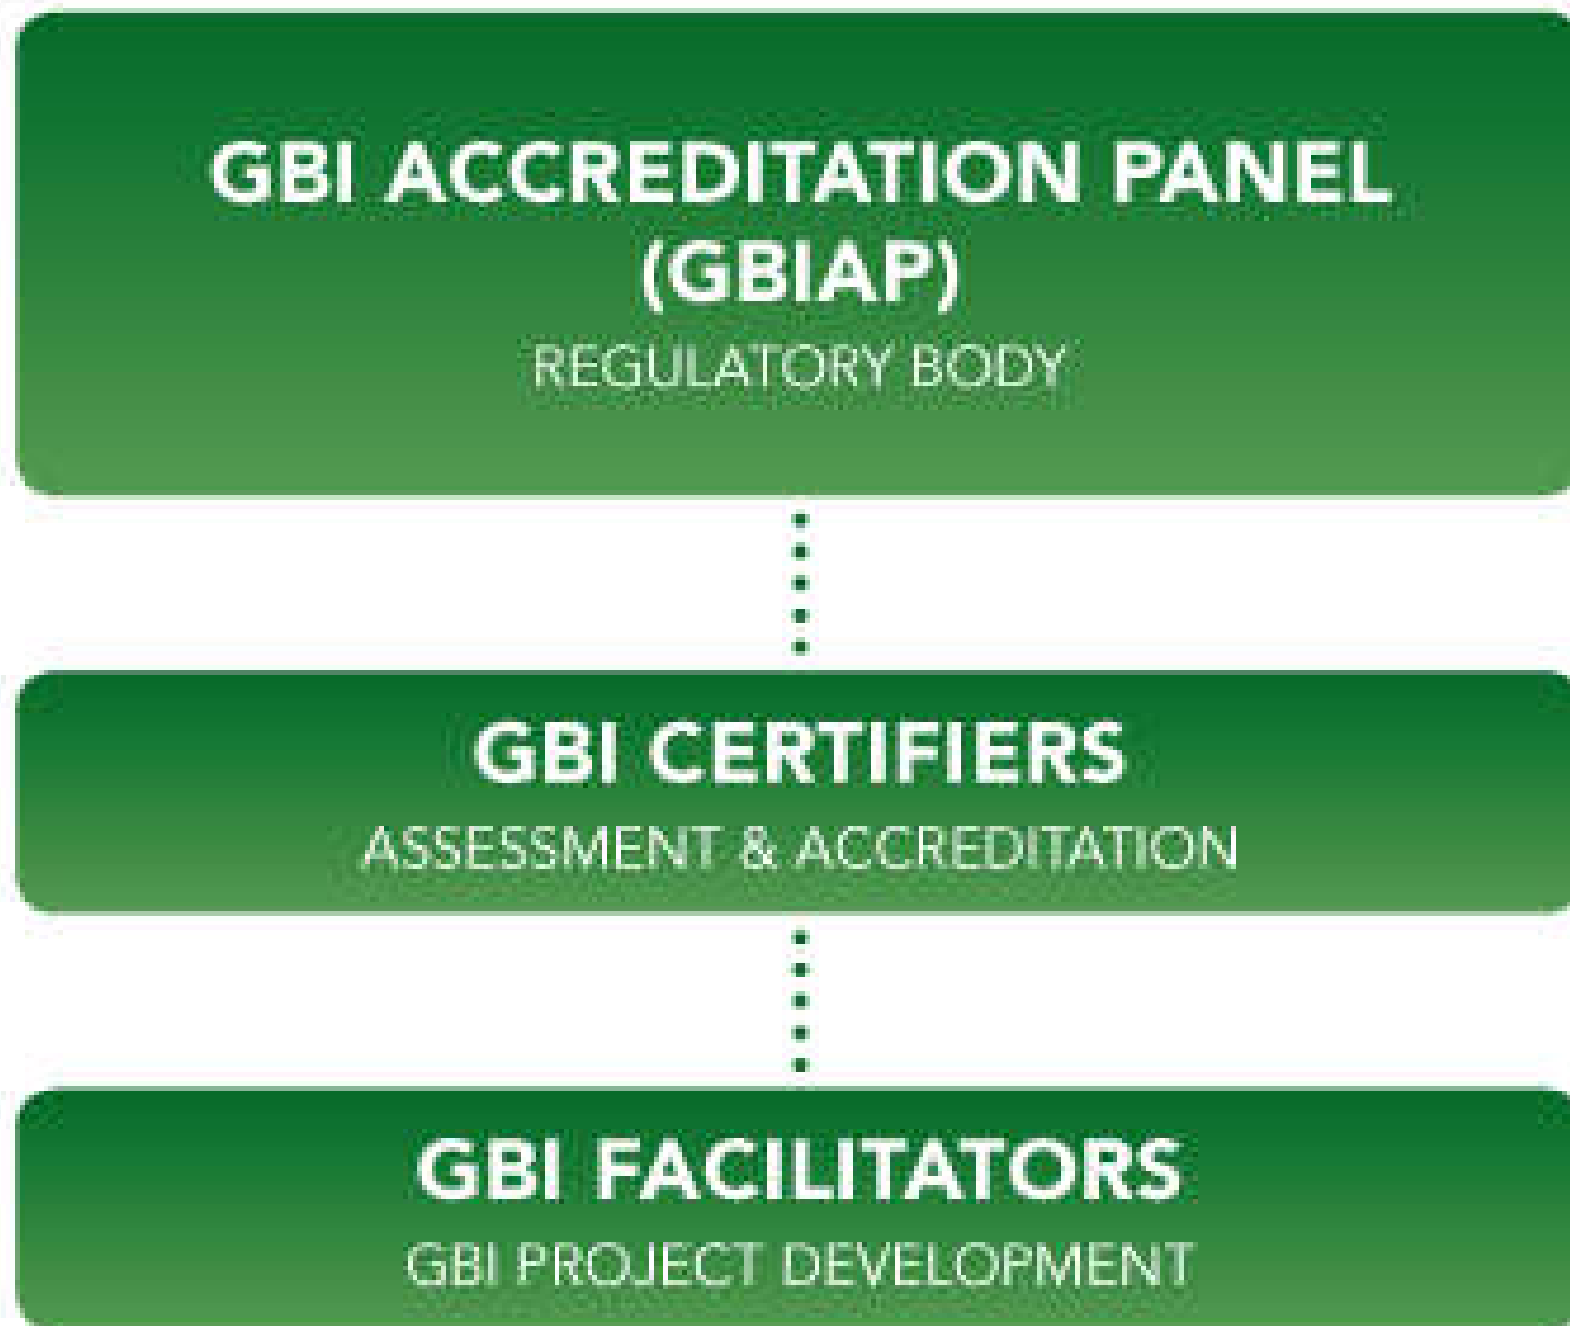 GBI ACCREDITATION PANEL
(GBIAP)
REGULATORY BODY
GBI CERTIFIERS
ASSESSMENT & ACCREDITATION
GBI FACILITATORS
GBI PROJECT DEVELOPMENT